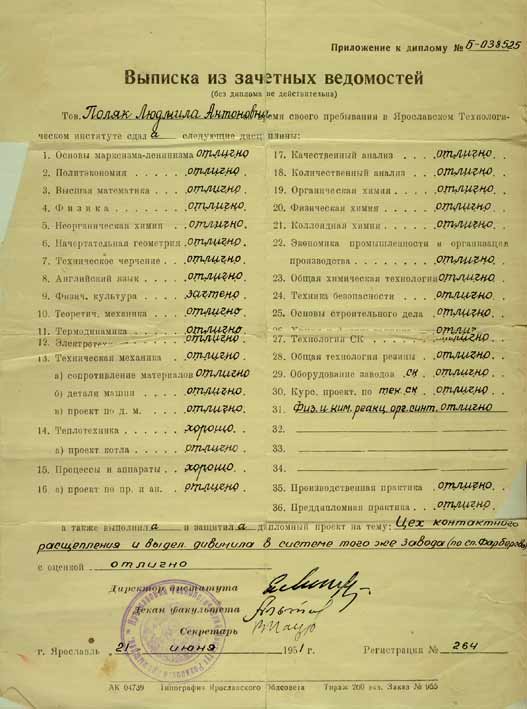 Приложение к диплому № Б-038525
Выписка из зачетных ведомостей
(без диплома не действительна)
Тов. Поляк Людмила Антоновна время своего пребывания в Ярославском Технологи-
ческом институте сдала следующие дисциплины:
1. Основы марксизма-ленинизма отлично
2. Политэкономия отлично.
3. Высшая математика отлично.
4. Физика отлично.
5. Неорганическая химия отлично.
6. Начертательная геометрия отлично.
7. Техническое черчение отлично.
8. Английский язык отлично.
9. Физич. культура зачтено.
10. Теоретич. механика отлично.
11. Термодинамика отлично.
12. Электротехн отлично
13. Техническая механика
а) сопротивление материалов отлично
б) детали машин отлично.
в) проект по д. м. отлично.
14. Теплотехника хорошо.
а) проект котла отлично
15. Процессы и аппараты хорошо.
16. а) проект по пр. и ап. отлично.
17. Качественный анализ отлично.
18. Количественный анализ отлично.
19. Органическая химия отлично.
20. Физическая химия отлично.
21. Коллоидная химия отлично.
22. Экономика промышленности и организация
производства отлично.
23. Общая химическая технология отлично.
24. Техника безопасности отлично.
25. Основы строительного дела отлично.
26.
27. Технология СК отлично.
28. Общая технология резины отлично.
29. Оборудование заводов ск отлично.
30. Курс. проект. по тех. ск отлично.
31. Физ. и хим. реакц. орг. синт. отлично
32.
33.
34.
35. Производственная практика отлично.
36. Преддипломная практика отлично.
а также выполнила и защитила дипломный проект на тему: Цех контактного
расщепления и выдел. дивинила в системе того же завода (по сп. Фарберова)
с оценкой отлично
Директор института
Декан факультета
Секретарь
г. Ярославль 21 июня 1951 г. Регистрация № 264
АК 04739 Типография Ярославского Облсовета Тираж 260 экз. Заказ № 955